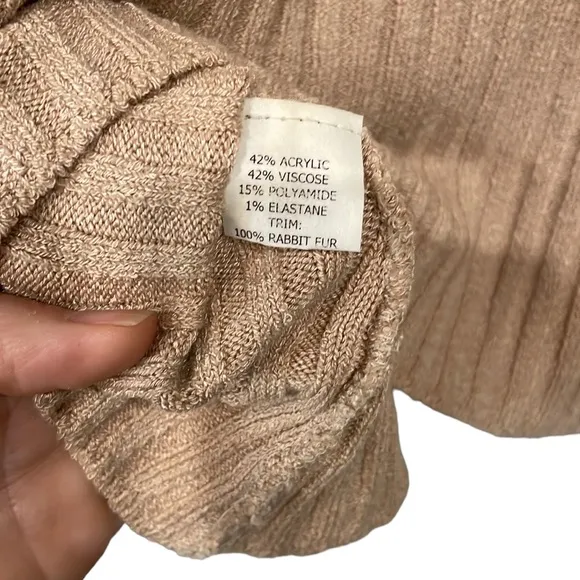 42% ACRYLIC
42% VISCOSE
15% POLYAMIDE
1% ELASTANE
TRIM:
100% RABBIT FUR